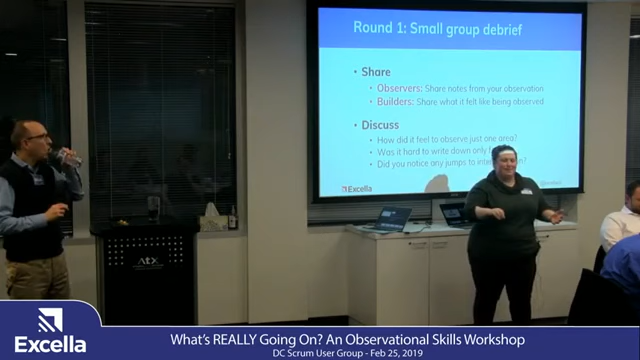 Round 1: Small group debrief
• Share
• Observers: Share notes from your observation
• Builders: Share what it felt like being observed
• Discuss
• How did it feel to observe just one area?
• Was it hard to write down only
• Did you notice any jumps to
Excella
AtX
Excella
What's REALLY Going On? An Observational Skills Workshop
DC Scrum User Group - Feb 25, 2019